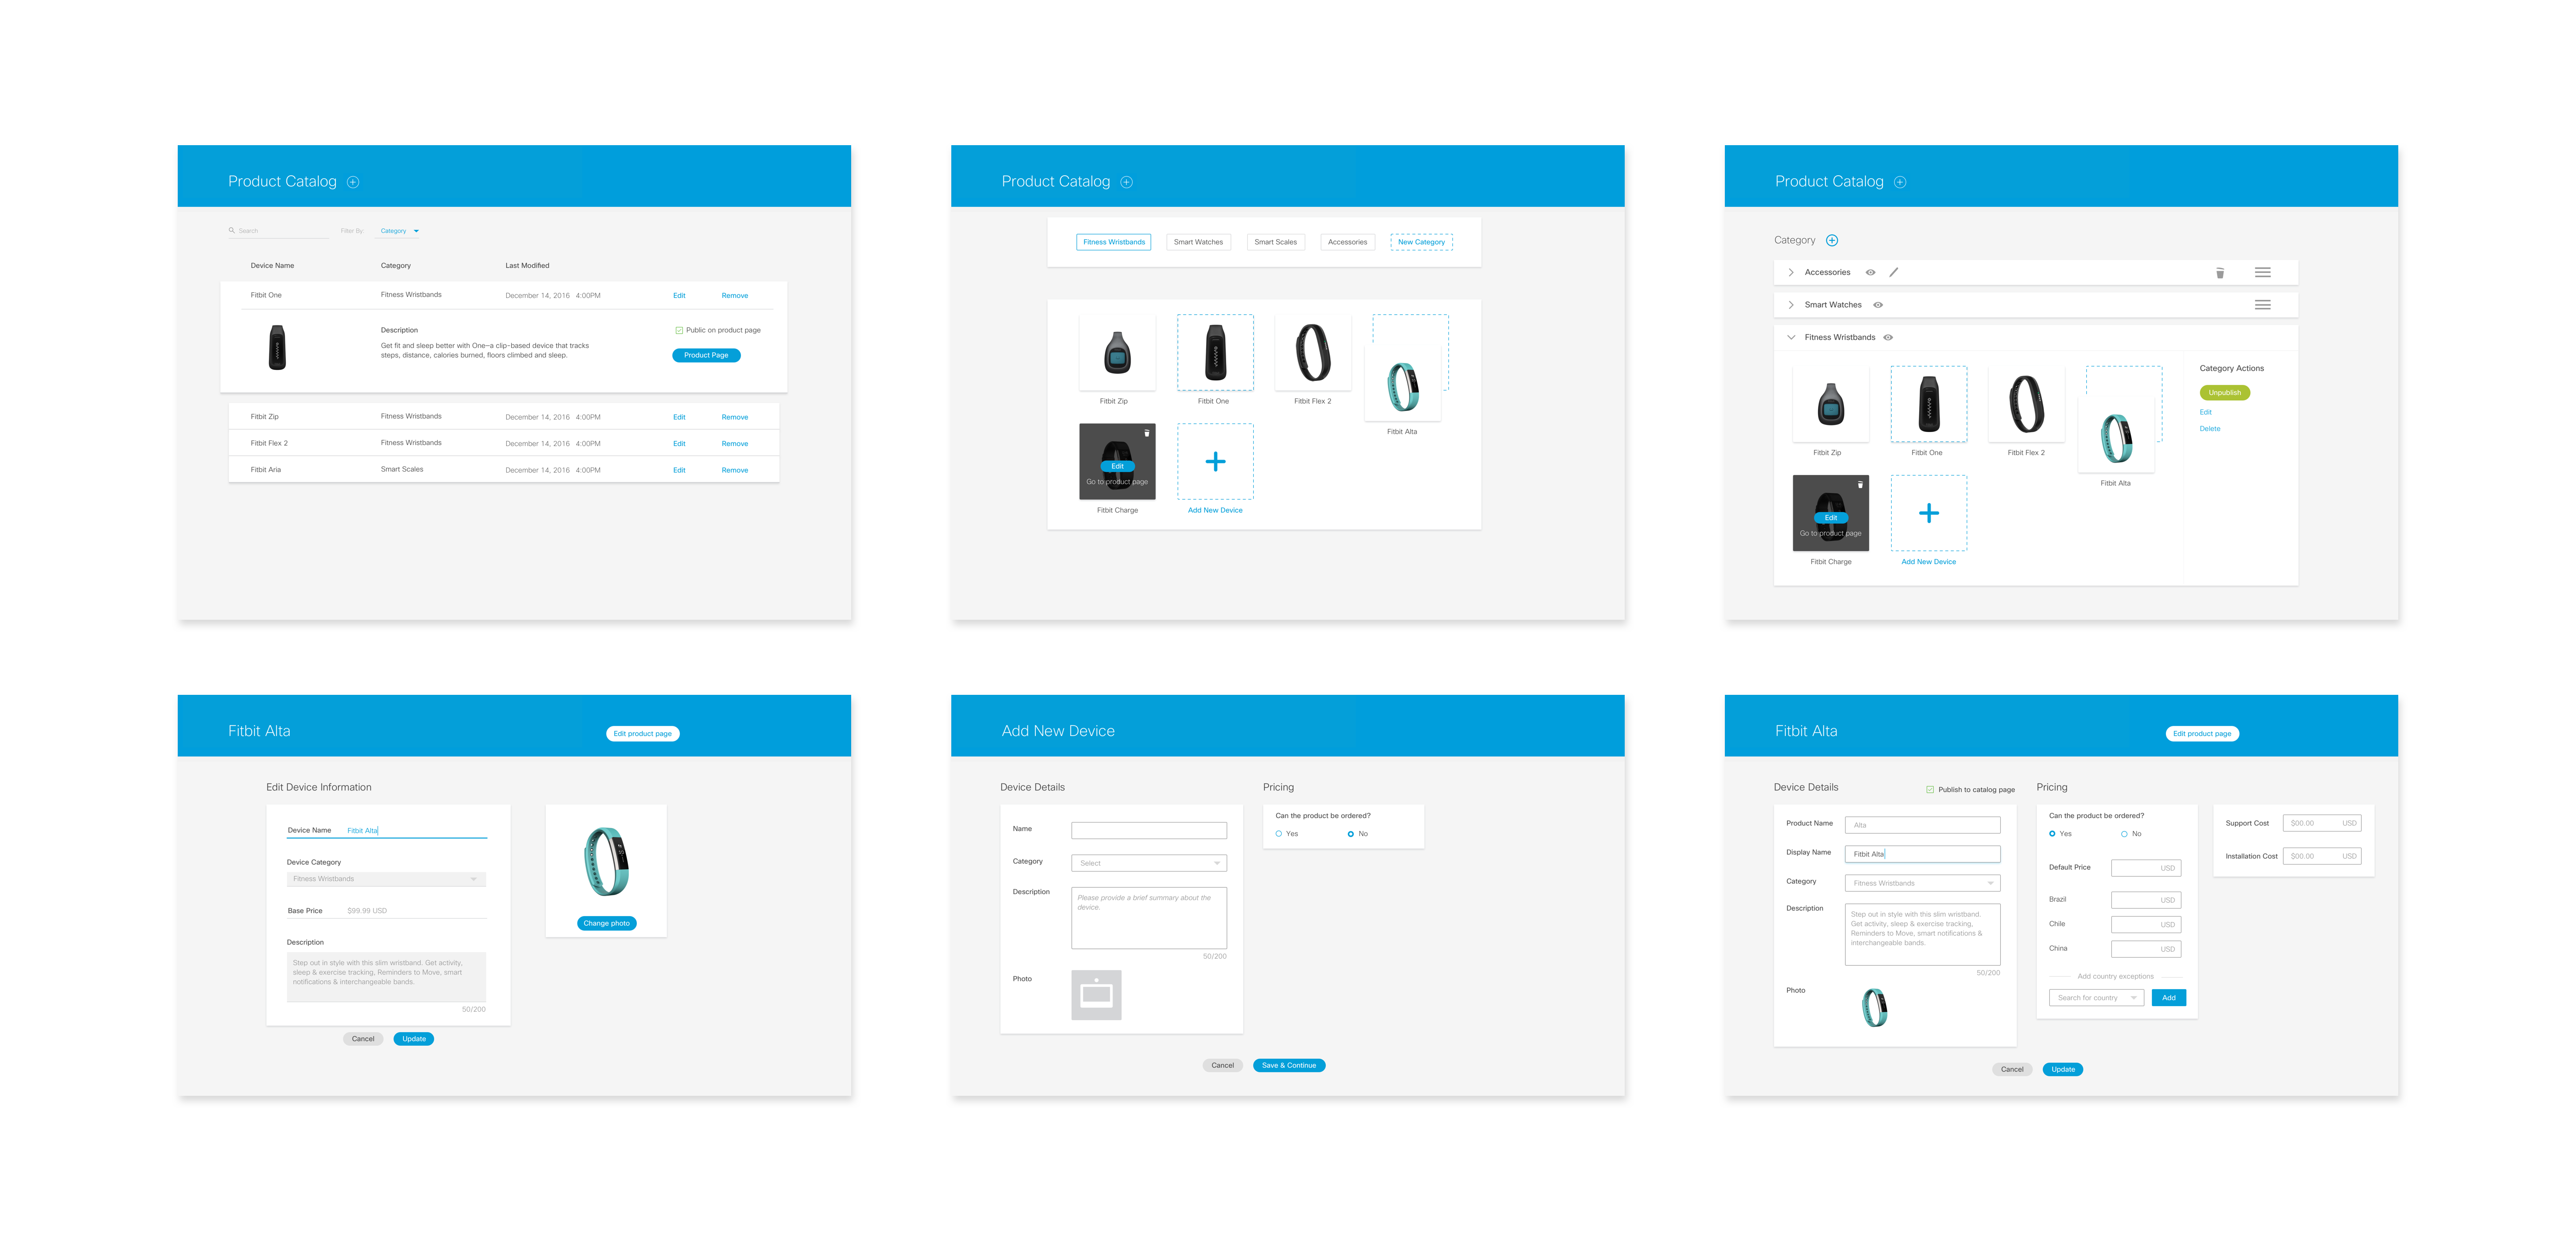 Product Catalog
Search
Filter By:
Category
Device Name
Category
Last Modified
Fitbit One
Fitness Wristbands
December 14, 2016 4:00PM
Edit
Remove
Description
Get fit and sleep better with One–a clip-based device that tracks
steps, distance, calories burned, floors climbed and sleep.
Public on product page
Product Page
Fitbit Zip
Fitness Wristbands
December 14, 2016 4:00PM
Edit
Remove
Fitbit Flex 2
Fitness Wristbands
December 14, 2016 4:00PM
Edit
Remove
Fitbit Aria
Smart Scales
December 14, 2016 4:00PM
Edit
Remove
Product Catalog
Fitness Wristbands
Smart Watches
Smart Scales
Accessories
New Category
Fitbit Zip
Fitbit One
Fitbit Flex 2
Fitbit Alta
Edit
Go to product page
Fitbit Charge
Add New Device
Product Catalog
Category
Accessories
Smart Watches
Fitness Wristbands
Fitbit Zip
Fitbit One
Fitbit Flex 2
Fitbit Alta
Category Actions
Unpublish
Edit
Delete
Edit
Go to product page
Fitbit Charge
Add New Device
Fitbit Alta
Edit product page
Edit Device Information
Device Name
Fitbit Alta
Device Category
Fitness Wristbands
Base Price
$99.99 USD
Description
Step out in style with this slim wristband. Get activity,
sleep & exercise tracking, Reminders to Move, smart
notifications & interchangeable bands.
50/200
Cancel
Update
Change photo
Add New Device
Device Details
Name
Category
Select
Description
Please provide a brief summary about the
device.
50/200
Photo
Pricing
Can the product be ordered?
Yes
No
Cancel
Save & Continue
Fitbit Alta
Edit product page
Device Details
Publish to catalog page
Product Name
Alta
Display Name
Fitbit Alta
Category
Fitness Wristbands
Description
Step out in style with this slim wristband.
Get activity, sleep & exercise tracking,
Reminders to Move, smart notifications &
interchangeable bands.
50/200
Photo
Pricing
Can the product be ordered?
Yes
No
Default Price
USD
Brazil
USD
Chile
USD
China
USD
Add country exceptions
Search for country
Add
Support Cost
$00.00
USD
Installation Cost
$00.00
USD
Cancel
Update